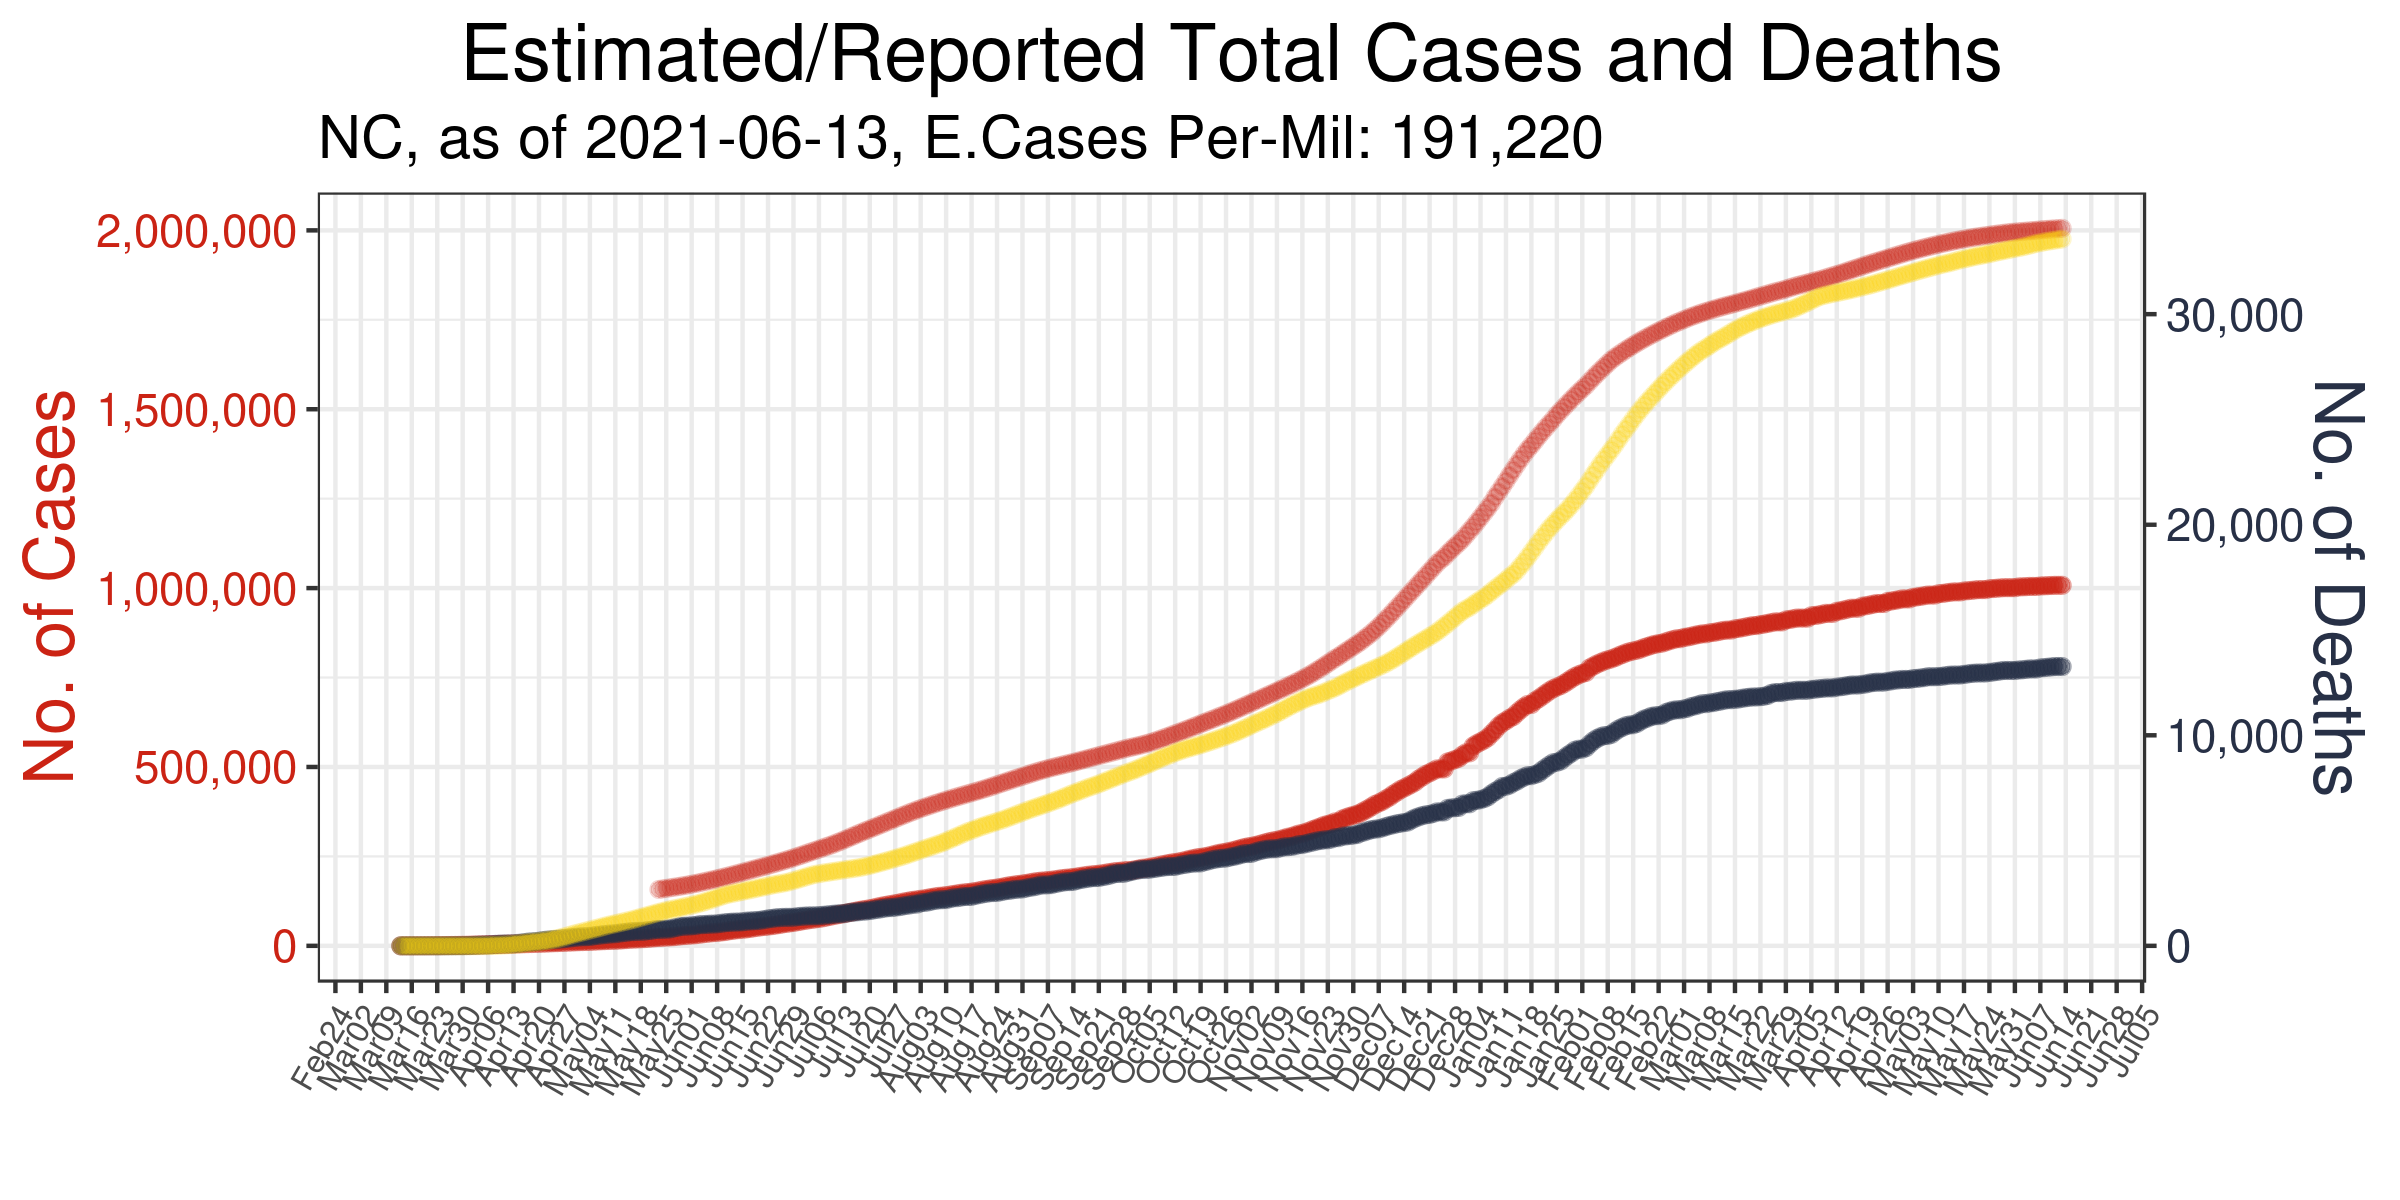 Estimated/Reported Total Cases and Deaths
NC, as of 2021-06-13, E.Cases Per-Mil: 191,220
No. of Cases
2,000,000
1,500,000
1,000,000
500,000
0
30,000
20,000
10,000
0
No. of Deaths
Feb24
Mar02
Mar09
Mar16
Mar23
Mar30
Apr06
Apr13
Apr20
Apr27
May04
May11
May18
May25
Jun01
Jun08
Jun15
Jun22
Jun29
Jul06
Jul13
Jul20
Jul27
Aug03
Aug10
Aug17
Aug24
Aug31
Sep07
Sep14
Sep21
Sep28
Oct05
Oct12
Oct19
Oct26
Nov02
Nov09
Nov16
Nov23
Nov30
Dec07
Dec14
Dec21
Dec28
Dec04
Jan11
Jan18
Jan25
Feb01
Feb08
Feb15
Feb22
Mar01
Mar08
Mar15
Mar22
Mar29
Apr05
Apr12
Apr19
Apr26
May03
May10
May17
May24
May31
Jun07
Jun14
Jun21
Jun28
Jul05